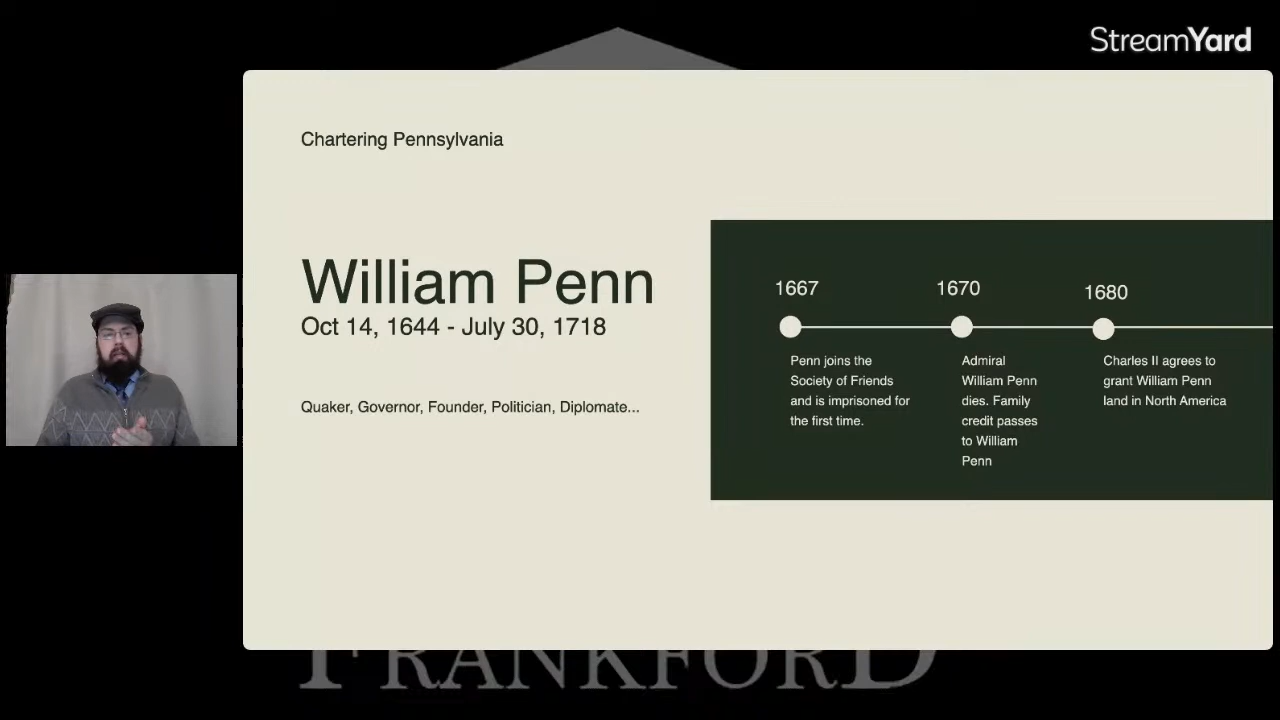 StreamYard
Chartering Pennsylvania
William Penn
Oct 14, 1644 - July 30, 1718
Quaker, Governor, Founder, Politician, Diplomate...
1667
Penn joins the
Society of Friends
and is imprisoned for
the first time.
1670
Admiral
William Penn
dies. Family
credit passes
to William
Penn
1680
Charles II agrees to
grant William Penn
land in North America
FRANKFORD